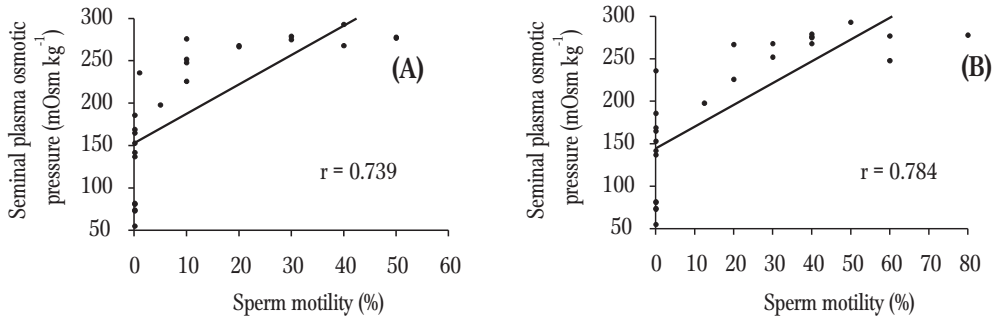 Seminal plasma osmotic
pressure (mOsm kg⁻¹)
300
250
200
150
100
50
(A)
r = 0.739
0 10 20 30 40 50 60
Sperm motility (%)
Seminal plasma osmotic
pressure (mOsm kg⁻¹)
300
250
200
150
100
50
(B)
r = 0.784
0 10 20 30 40 50 60 70 80
Sperm motility (%)